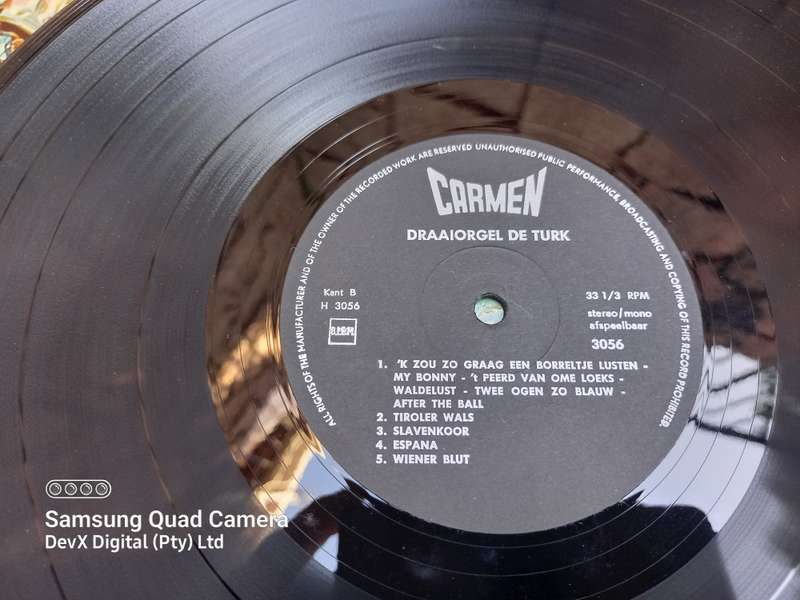 ALL RIGHTS OF THE MANUFACTURER AND OF THE OWNER OF THE RECORDED WORK ARE RESERVED UNAUTHORISED PUBLIC PERFORMANCE, BROADCASTING AND COPYING OF THIS RECORD PROHIBITED.
CARMEN
DRAAIORGEL DE TURK
Kant B
H 3056
33 1/3 RPM
stereo/mono
afspeelbaar
3056
1. 'K ZOU ZO GRAAG EEN BORRELTJE LUSTEN -
MY BONNY - 't PEERD VAN OME LOEKS -
WALDELUST - TWEE OGEN ZO BLAUW -
AFTER THE BALL
2. TIROLER WALS
3. SLAVENKOOR
4. ESPANA
5. WIENER BLUT
Samsung Quad Camera
DevX Digital (Pty) Ltd